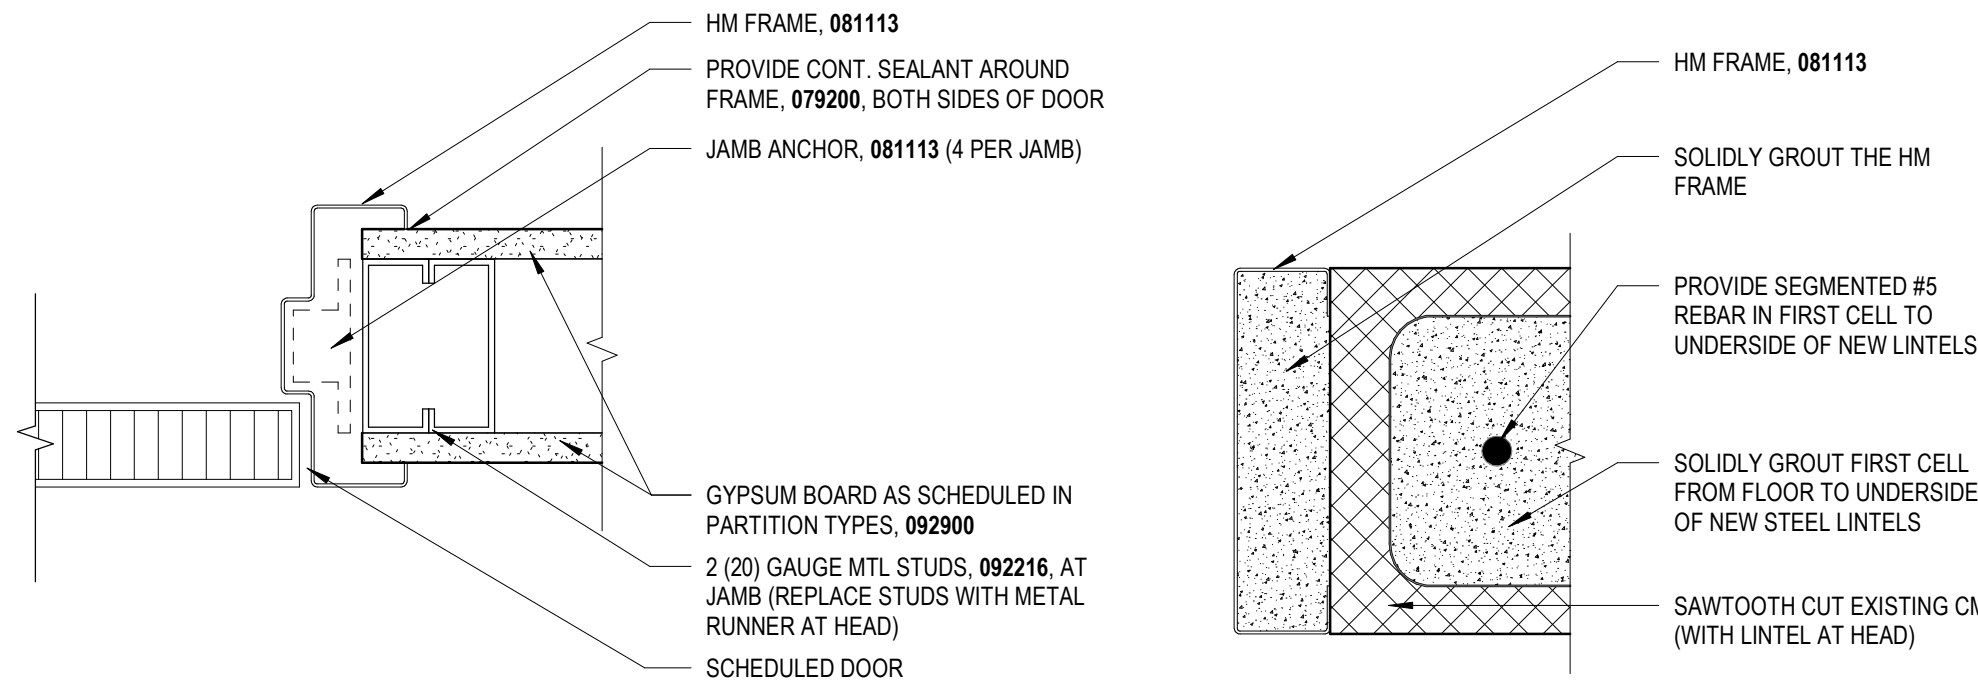 HM FRAME, 081113
PROVIDE CONT. SEALANT AROUND
FRAME, 079200, BOTH SIDES OF DOOR
JAMB ANCHOR, 081113 (4 PER JAMB)
GYPSUM BOARD AS SCHEDULED IN
PARTITION TYPES, 092900
2 (20) GAUGE MTL STUDS, 092216, AT
JAMB (REPLACE STUDS WITH METAL
RUNNER AT HEAD)
SCHEDULED DOOR
HM FRAME, 081113
SOLIDLY GROUT THE HM
FRAME
PROVIDE SEGMENTED #5
REBAR IN FIRST CELL TO
UNDERSIDE OF NEW LINTELS
SOLIDLY GROUT FIRST CELL
FROM FLOOR TO UNDERSIDE
OF NEW STEEL LINTELS
SAWTOOTH CUT EXISTING
(WITH LINTEL AT HEAD)